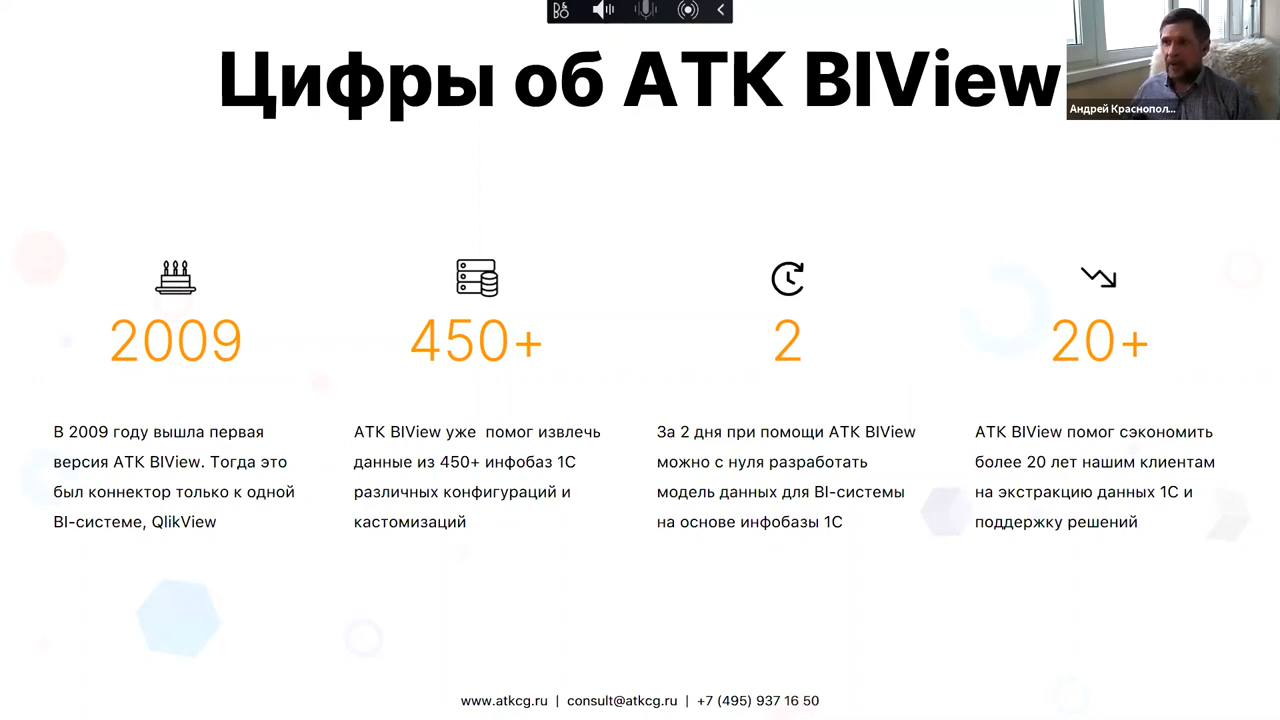 Цифры об ATK BIView
Андрей Краснопол...
2009
450+
2
20+
В 2009 году вышла первая
версия ATK BIView. Тогда это
был коннектор только к одной
BI-системе, QlikView
ATK BIView уже помог извлечь
данные из 450+ инфобаз 1С
различных конфигураций и
кастомизаций
За 2 дня при помощи ATK BIView
можно с нуля разработать
модель данных для BI-системы
на основе инфобазы 1С
ATK BIView помог сэкономить
более 20 лет нашим клиентам
на экстракцию данных 1С и
поддержку решений
www.atkcg.ru | consult@atkcg.ru | +7 (495) 937 16 50